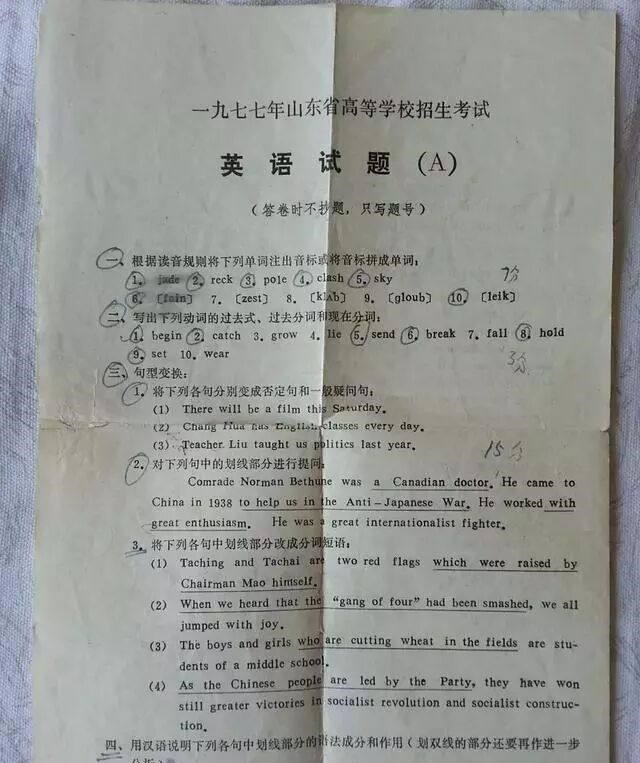 一九七七年山东省高等学校招生考试
英语试题(A)
(答卷时不抄题,只写题号)
一、根据读音规则将下列单词注出音标或将音标拼成单词:
1. jade 2. reck 3. pole 4. clash 5. sky
7分
6. [fain] 7. [zest] 8. [klʌb] 9. [gloub] 10. [leik]
二、写出下列动词的过去式、过去分词和现在分词:
1. begin 2. catch 3. grow 4. lie 5. send 6. break 7. fall 8. hold
9. set 10. wear
3分
三、句型变换:
1. 将下列各句分别变成否定句和一般疑问句:
(1) There will be a film this Saturday.
(2) Chang Hua has English classes every day.
(3) Teacher Liu taught us politics last year.
15分
2. 对下列句中的划线部分进行提问:
Comrade Norman Bethune was a Canadian doctor. He came to
China in 1938 to help us in the Anti-Japanese War. He worked with
great enthusiasm. He was a great internationalist fighter.
3. 将下列各句中划线部分改成分词短语:
(1) Taching and Tachai are two red flags which were raised by
Chairman Mao himself.
(2) When we heard that the "gang of four" had been smashed, we all
jumped with joy.
(3) The boys and girls who are cutting wheat in the fields are stu-
dents of a middle school.
(4) As the Chinese people are led by the Party, they have won
still greater victories in socialist revolution and socialist construc-
tion.
四、用汉语说明下列各句中划线部分的语法成分和作用(划双线的部分还要再作进一步